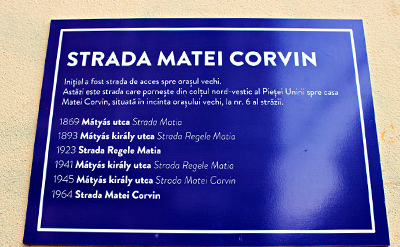 STRADA MATEI CORVIN
Inițial a fost strada de acces spre orașul vechi.
Astăzi este strada care pornește din colțul nord-vestic al Pieței Unirii spre casa
Matei Corvin, situată în incinta orașului vechi, la nr. 6 al străzii.
1869 Mátyás utca Strada Matia
1893 Mátyás király utca Strada Regele Matia
1923 Strada Regele Matia
1941 Mátyás király utca Strada Regele Matia
1945 Mátyás király utca Strada Matei Corvin
1964 Strada Matei Corvin